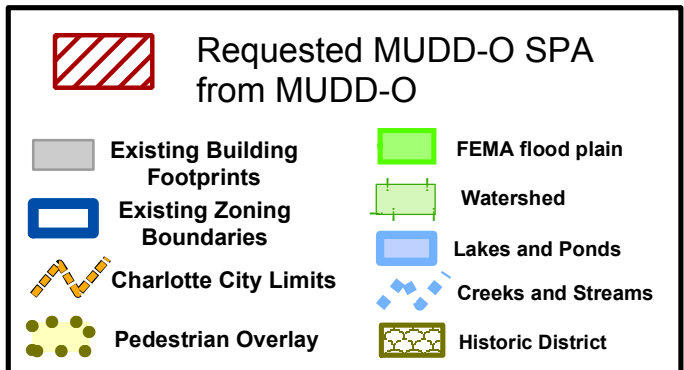 Requested MUDD-O SPA
from MUDD-O
Existing Building
Footprints
Existing Zoning
Boundaries
Charlotte City Limits
Pedestrian Overlay
FEMA flood plain
Watershed
Lakes and Ponds
Creeks and Streams
Historic District